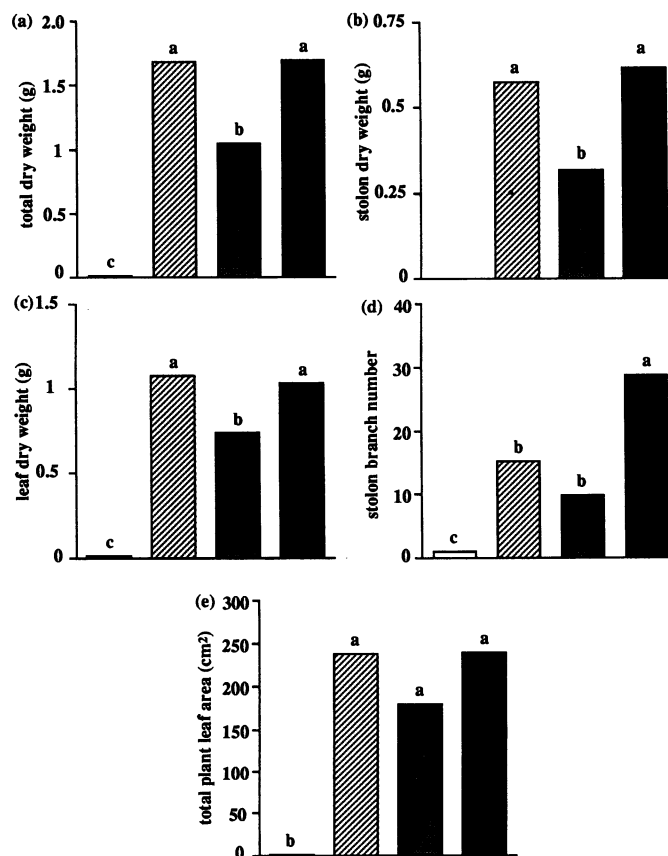 (a)
total dry weight (g)
2.0
1.5
1
0.5
0
c
a
b
a
(b)
stolon dry weight (g)
0.75
0.5
0.25
0
a
b
a
(c)
leaf dry weight (g)
1.5
1
0.5
0
c
a
b
a
(d)
stolon branch number
40
30
20
10
0
c
b
b
a
(e)
total plant leaf area (cm²)
300
250
200
150
100
50
0
b
a
a
a